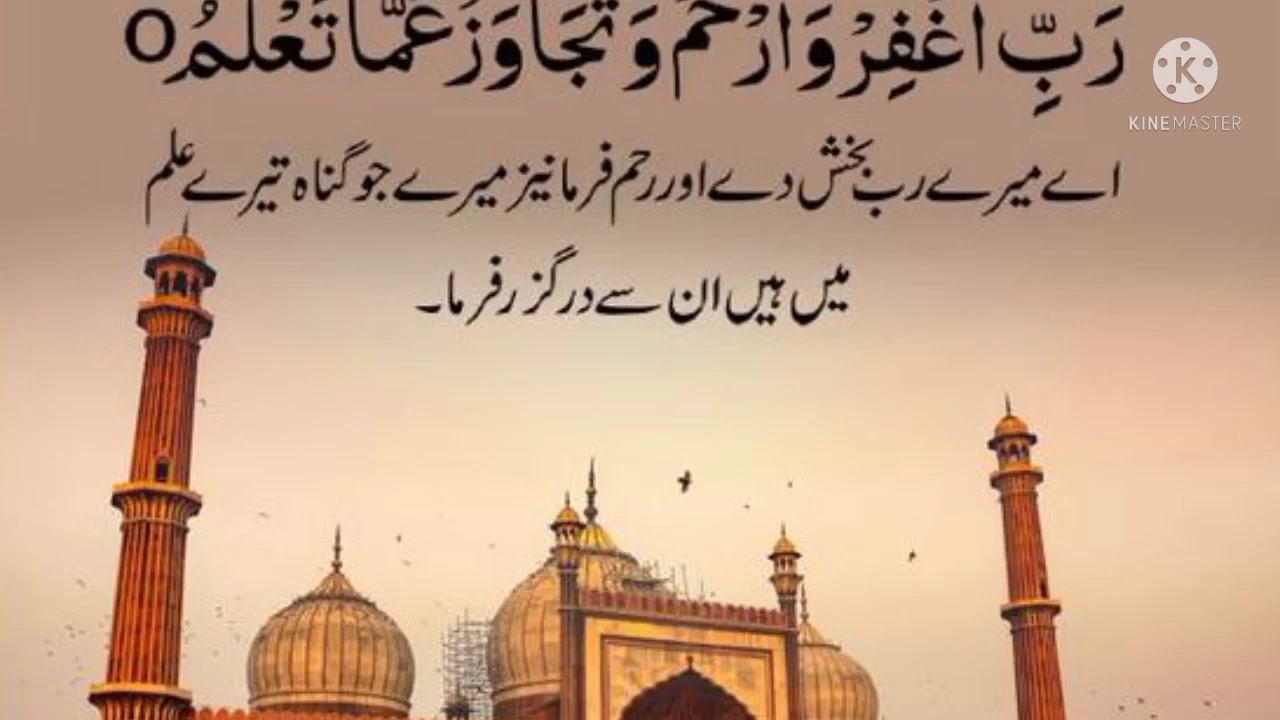 رَبِّ اغْفِرْ وَارْحَمْ وَتَجَاوَزْ عَمَّا تَعْلَمُ ○
اے میرے رب بخش دے اور رحم فرما نیز میرے جو گناہ تیرے علم
میں ہیں ان سے درگزر فرما۔
K
KINEMASTER